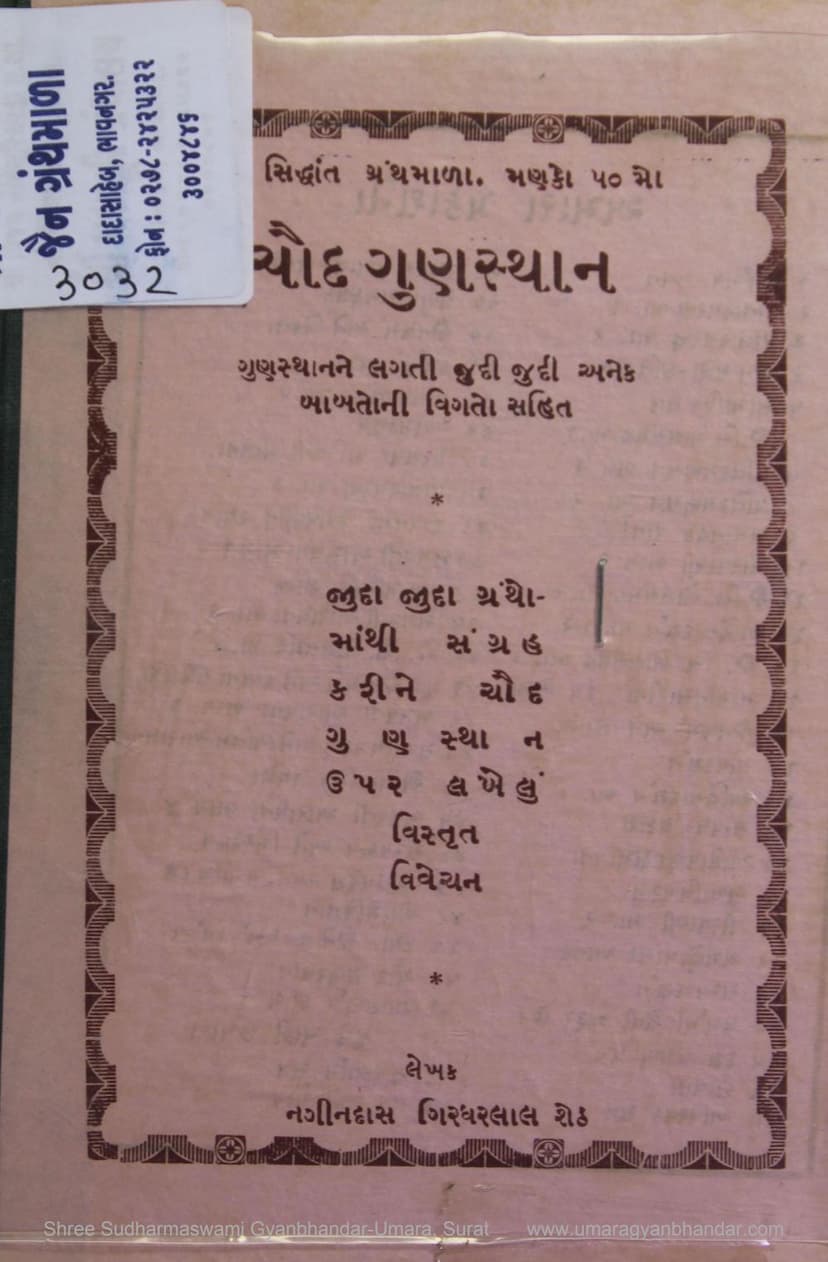 જૈન ગ્રંથમાળા
દાદાસાહેબ, ભાવનગર.
ફોન : ૦૨૭૮-૨૪૨૫૩૨૨
૩૦૦૪૮૪૬
3032
સિદ્ધાંત ગ્રંથમાળા. મણકો ૫૦ મો
ચૌદ ગુણસ્થાન
ગુણસ્થાનને લગતી જુદી જુદી અનેક
બાબતોની વિગતો સહિત
*
જીુદા જીુદા ગ્રંથો-
માંથી સંગ્રહ
કરીને ચૌદ
ગુણસ્થાન
ઉપર લખેલું
વિસ્તૃત
વિવેચન
*
લેખક
નગીનદાસ ગિરધરલાલ શેઠ
Shree Sudharmaswami Gyanbhandar-Umara, Surat www.umaragyanbhandar.com